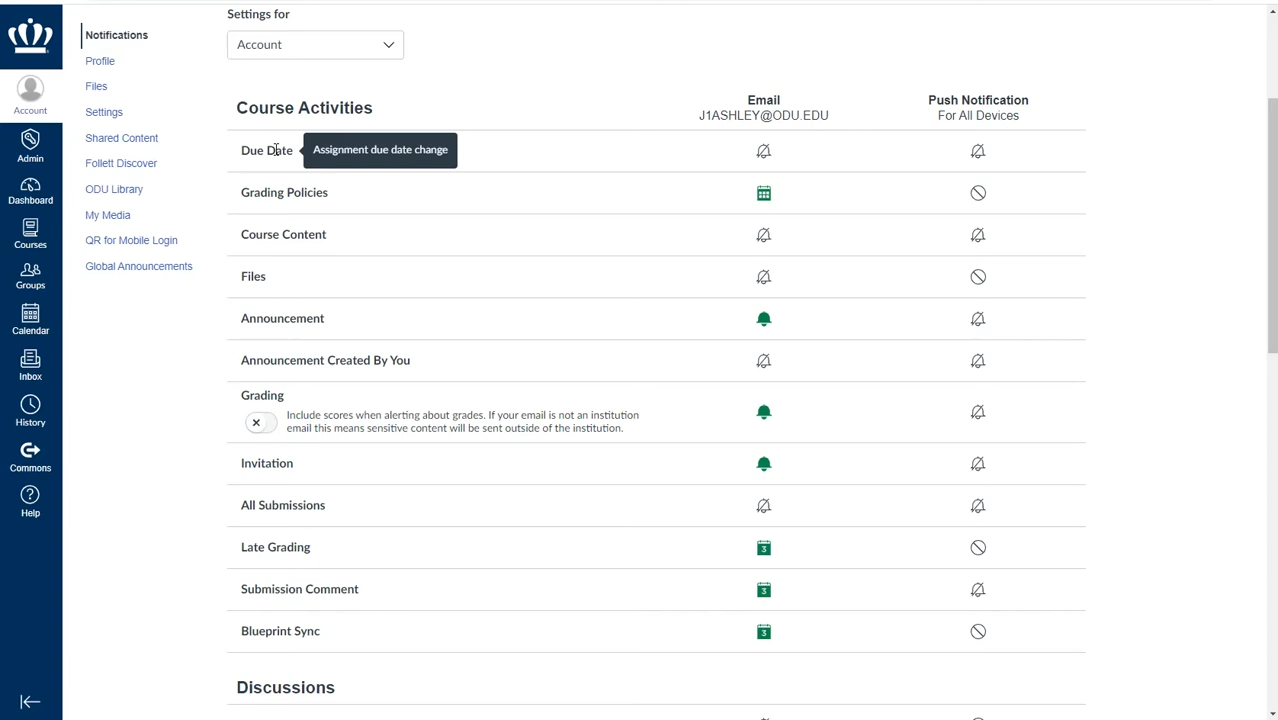 Settings for
Account
Notifications
Profile
Files
Settings
Shared Content
Follett Discover
ODU Library
My Media
QR for Mobile Login
Global Announcements
Account
Admin
Dashboard
Courses
Groups
Calendar
Inbox
History
Commons
Help
Course Activities
Email
J1ASHLEY@ODU.EDU
Push Notification
For All Devices
Due Date
Assignment due date change
Grading Policies
Course Content
Files
Announcement
Announcement Created By You
Grading
Include scores when alerting about grades. If your email is not an institution
email this means sensitive content will be sent outside of the institution.
Invitation
All Submissions
Late Grading
3
Submission Comment
3
Blueprint Sync
3
Discussions